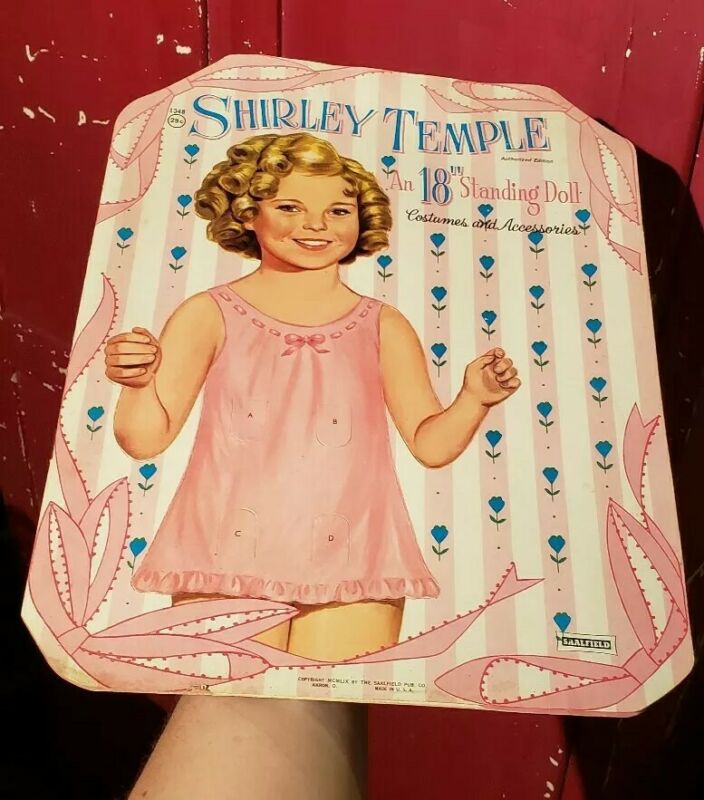 1348
29¢
SHIRLEY TEMPLE
Authorized Edition
An 18" Standing Doll
Costumes and Accessories
A
B
C
D
SAALFIELD
COPYRIGHT MCMLIX BY THE SAALFIELD PUB. CO.
AKRON, O. MADE IN U.S.A.